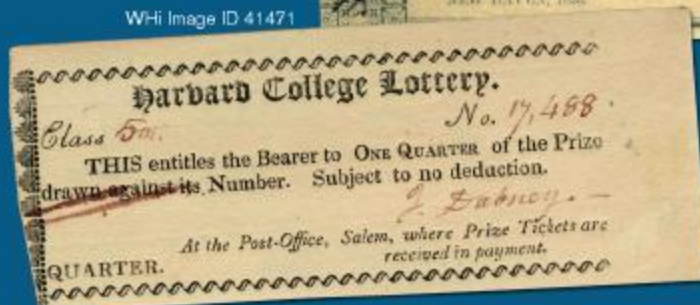 WHi Image ID 41471
Harvard College Lottery.
Class 5th. No. 17,488.
THIS entitles the Bearer to ONE QUARTER of the Prize
drawn against its Number. Subject to no deduction.
J. Dabney.
At the Post-Office, Salem, where Prize Tickets are
QUARTER. received in payment.